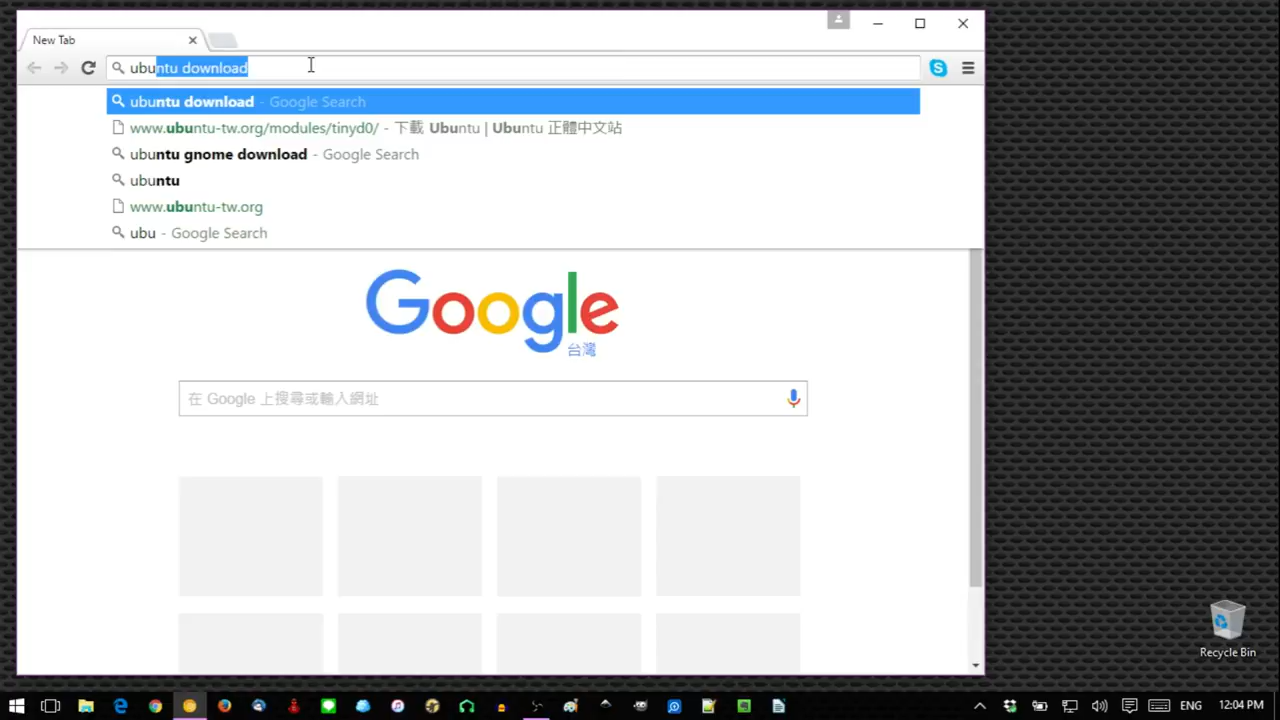 New Tab
ubuntu download
ubuntu download - Google Search
www.ubuntu-tw.org/modules/tinyd0/ - 下載 Ubuntu | Ubuntu 正體中文站
ubuntu gnome download - Google Search
ubuntu
www.ubuntu-tw.org
ubu - Google Search
Google
台灣
在 Google 上搜尋或輸入網址
Recycle Bin
ENG 12:04 PM